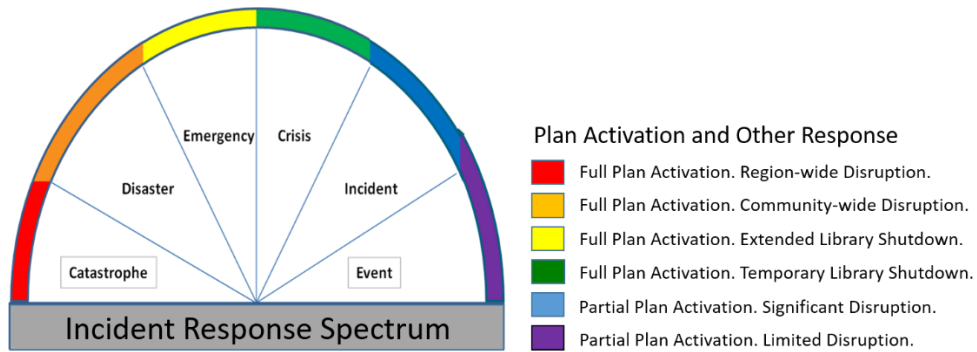 Emergency
Crisis
Disaster
Incident
Catastrophe
Event
Incident Response Spectrum
Plan Activation and Other Response
Full Plan Activation. Region-wide Disruption.
Full Plan Activation. Community-wide Disruption.
Full Plan Activation. Extended Library Shutdown.
Full Plan Activation. Temporary Library Shutdown.
Partial Plan Activation. Significant Disruption.
Partial Plan Activation. Limited Disruption.